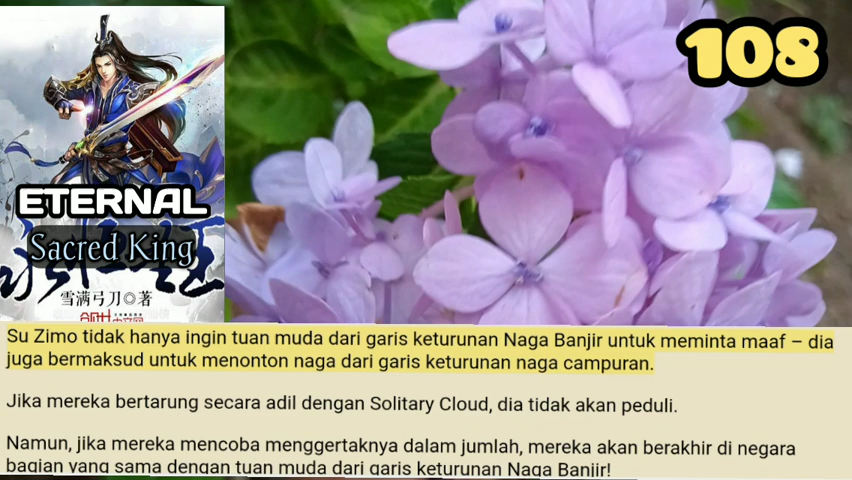 108
ETERNAL
Sacred King
雪满弓刀◎著
Su Zimo tidak hanya ingin tuan muda dari garis keturunan Naga Banjir untuk meminta maaf – dia
juga bermaksud untuk menonton naga dari garis keturunan naga campuran.
Jika mereka bertarung secara adil dengan Solitary Cloud, dia tidak akan peduli.
Namun, jika mereka mencoba menggertaknya dalam jumlah, mereka akan berakhir di negara
bagian yang sama dengan tuan muda dari garis keturunan Naga Banjir!